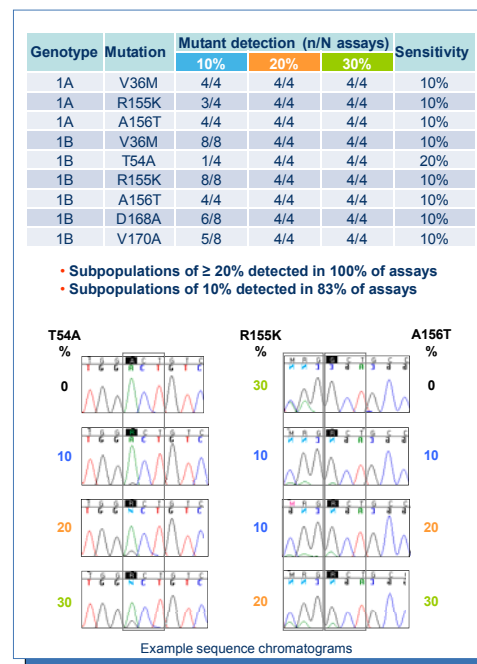 Genotype Mutation Mutant detection (n/N assays) Sensitivity
10% 20% 30%
1A V36M 4/4 4/4 4/4 10%
1A R155K 3/4 4/4 4/4 10%
1A A156T 4/4 4/4 4/4 10%
1B V36M 8/8 4/4 4/4 10%
1B T54A 1/4 4/4 4/4 20%
1B R155K 8/8 4/4 4/4 10%
1B A156T 4/4 4/4 4/4 10%
1B D168A 6/8 4/4 4/4 10%
1B V170A 5/8 4/4 4/4 10%
• Subpopulations of ≥ 20% detected in 100% of assays
• Subpopulations of 10% detected in 83% of assays
T54A R155K A156T
% % %
0 30 0
10 10 10
20 10 20
30 20 30
Example sequence chromatograms